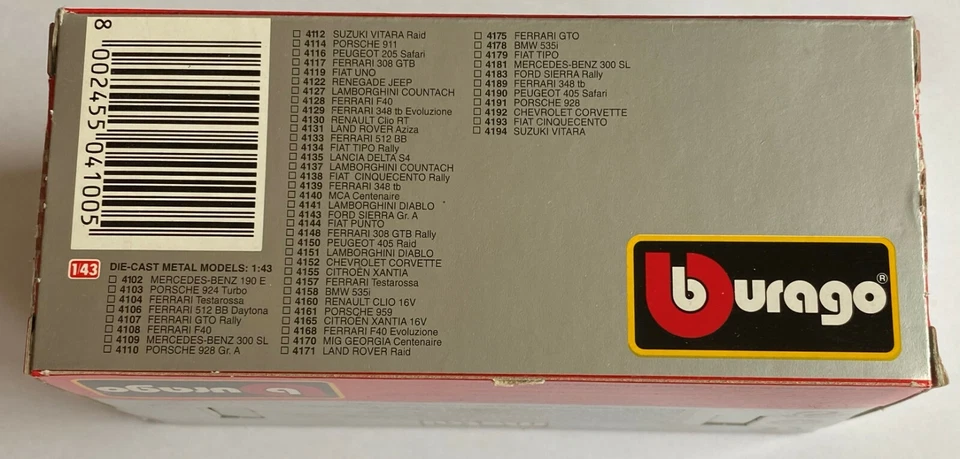 8 002455 041005
1/43 DIE-CAST METAL MODELS: 1:43
4102 MERCEDES-BENZ 190 E
4103 PORSCHE 924 Turbo
4104 FERRARI Testarossa
4106 FERRARI 512 BB Daytona
4107 FERRARI GTO Rally
4108 FERRARI F40
4109 MERCEDES-BENZ 300 SL
4110 PORSCHE 928 Gr. A
4112 SUZUKI VITARA Raid
4114 PORSCHE 911
4116 PEUGEOT 205 Safari
4117 FERRARI 308 GTB
4119 FIAT UNO
4122 RENEGADE JEEP
4127 LAMBORGHINI COUNTACH
4128 FERRARI F40
4129 FERRARI 348 tb Evoluzione
4130 RENAULT Clio RT
4131 LAND ROVER Aziza
4133 FERRARI 512 BB
4134 FIAT TIPO Rally
4135 LANCIA DELTA S4
4137 LAMBORGHINI COUNTACH
4138 FIAT CINQUECENTO Rally
4139 FERRARI 348 tb
4140 MCA Centenaire
4141 LAMBORGHINI DIABLO
4143 FORD SIERRA Gr. A
4144 FIAT PUNTO
4148 FERRARI 308 GTB Rally
4150 PEUGEOT 405 Raid
4151 LAMBORGHINI DIABLO
4152 CHEVROLET CORVETTE
4155 CITROËN XANTIA
4157 FERRARI Testarossa
4158 BMW 535i
4160 RENAULT CLIO 16V
4161 PORSCHE 959
4165 CITROËN XANTIA 16V
4168 FERRARI F40 Evoluzione
4170 MIG GEORGIA Centenaire
4171 LAND ROVER Raid
4175 FERRARI GTO
4178 BMW 535i
4179 FIAT TIPO
4181 MERCEDES-BENZ 300 SL
4183 FORD SIERRA Rally
4189 FERRARI 348 tb
4190 PEUGEOT 405 Safari
4191 PORSCHE 928
4192 CHEVROLET CORVETTE
4193 FIAT CINQUECENTO
4194 SUZUKI VITARA
burago®
burago